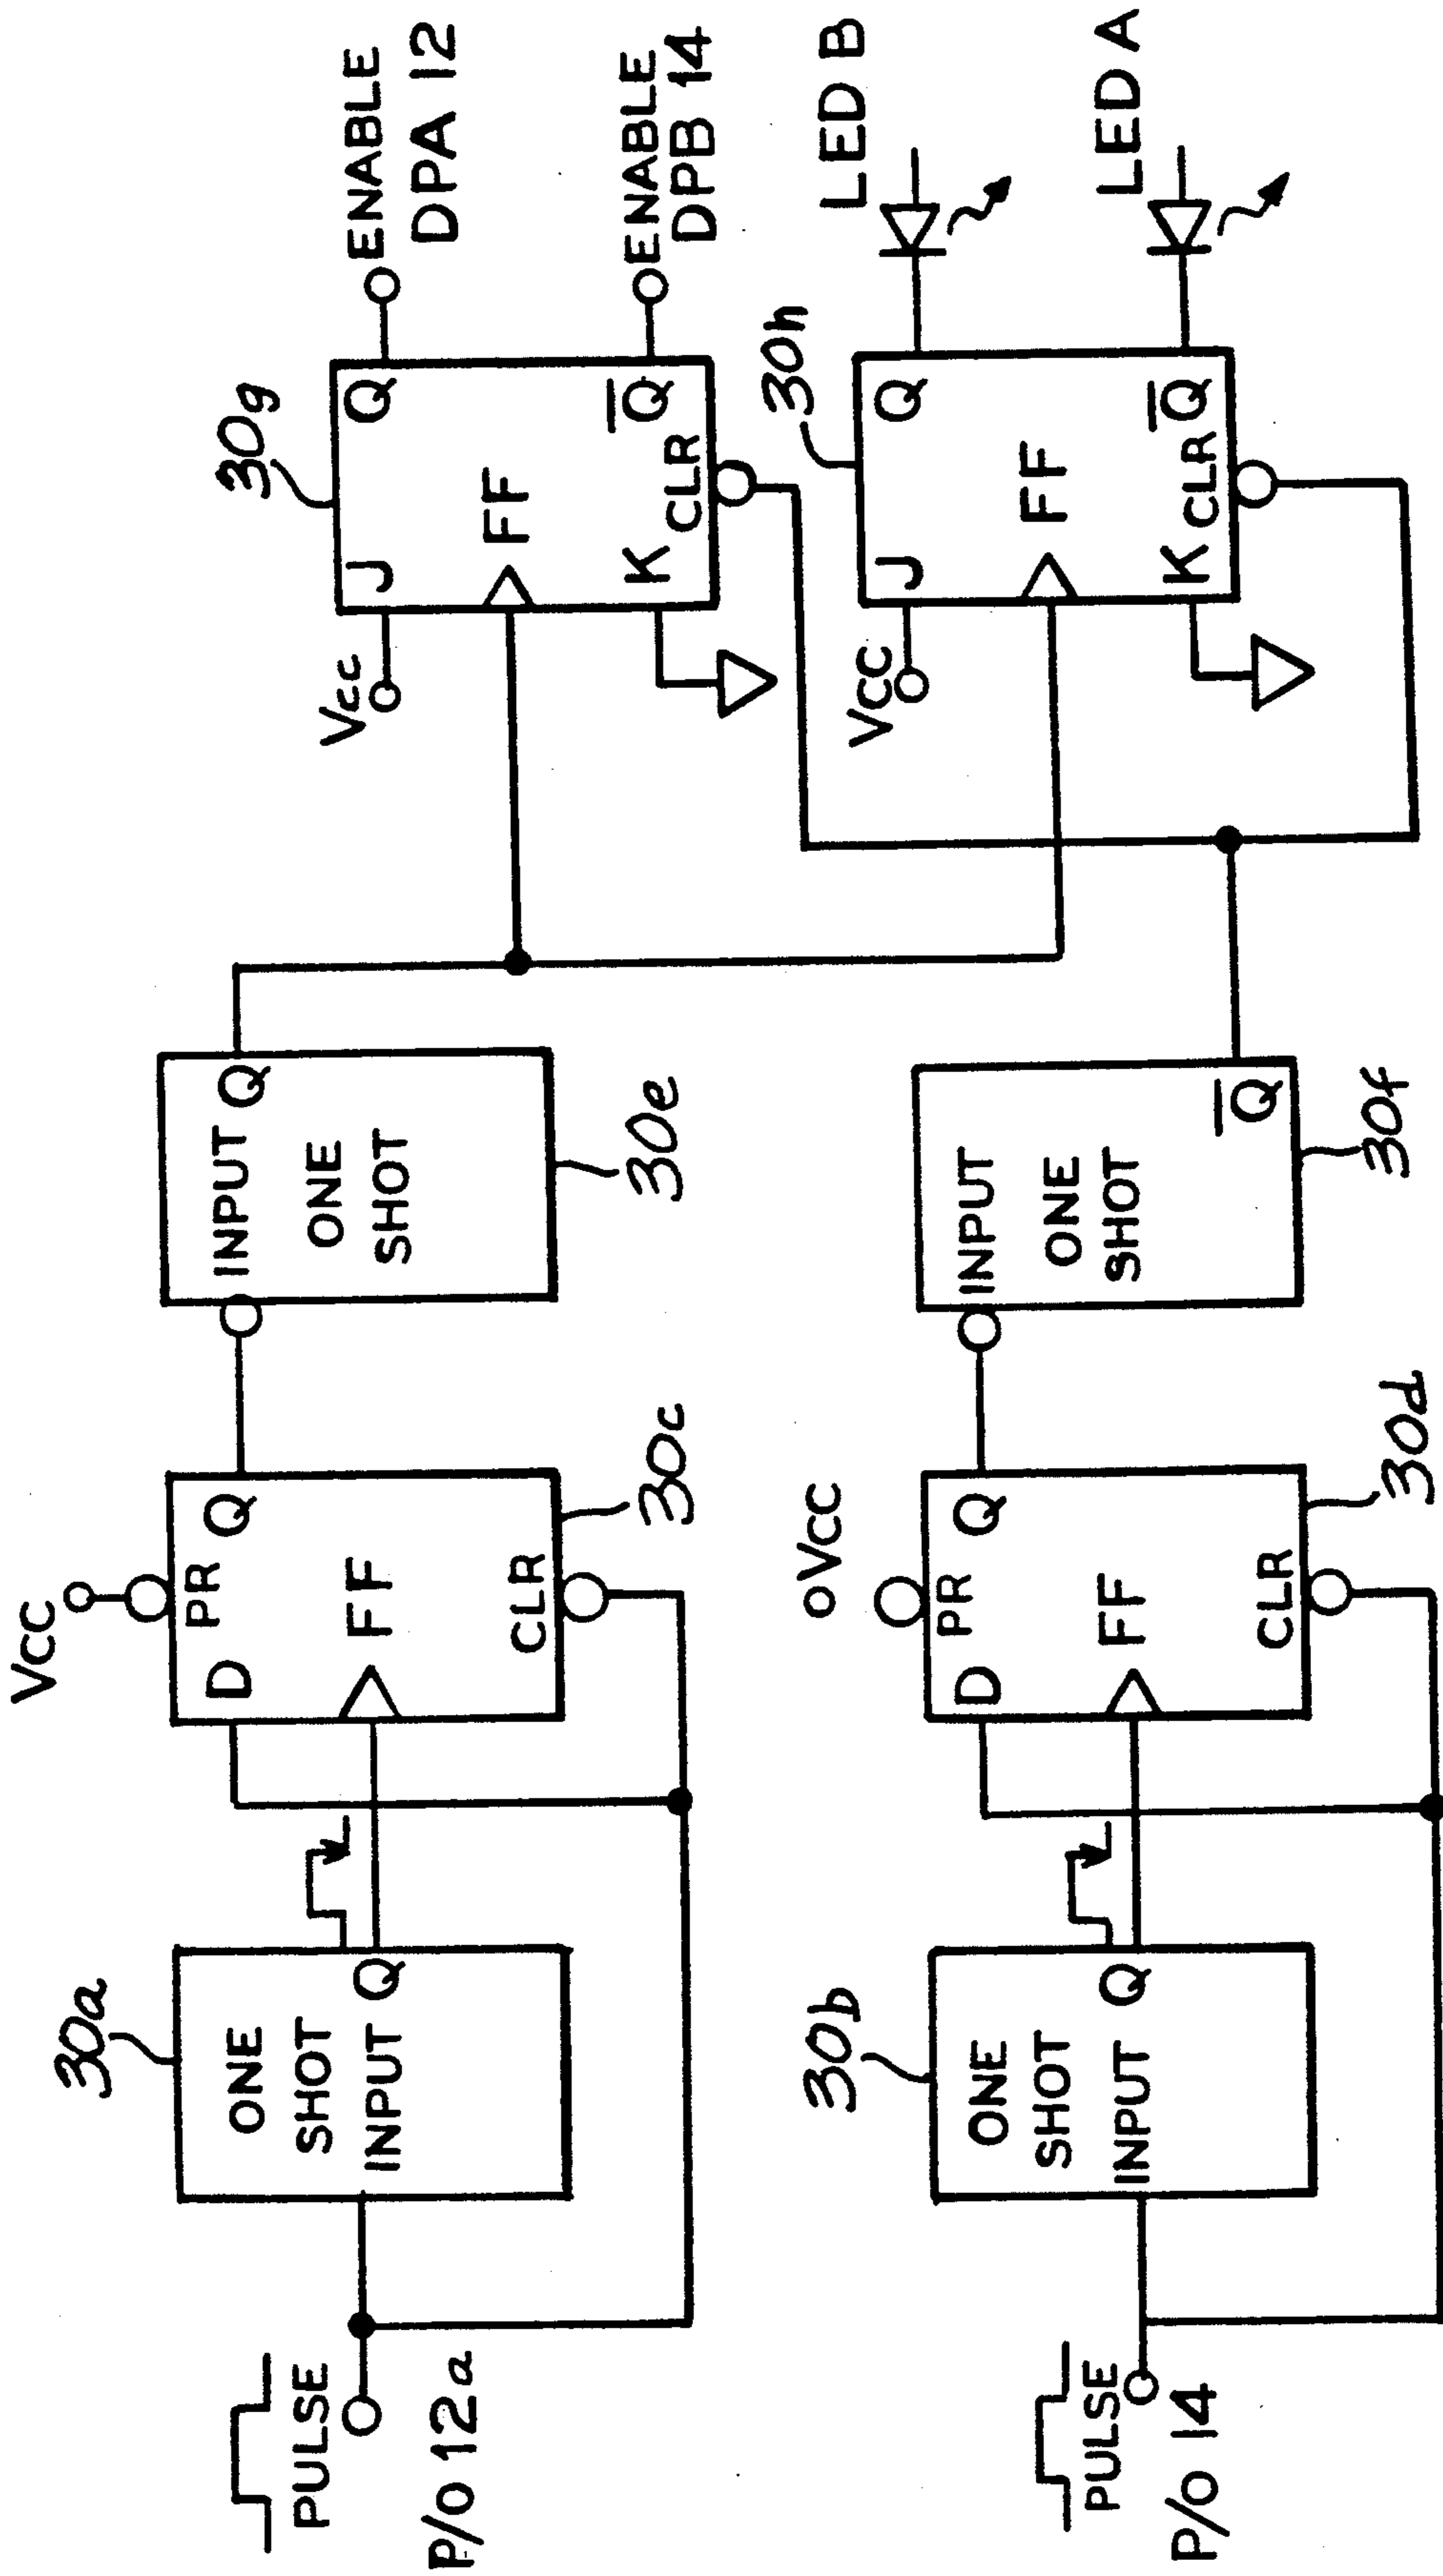 PULSE
P/O 12a
30a
ONE
SHOT
INPUT Q
VCC
PR
D Q
FF
CLR
30c
INPUT Q
ONE
SHOT
30e
30g
Vcc
J Q
FF
K Q̅
CLR
ENABLE
DPA 12
ENABLE
DPB 14
PULSE
P/O 14
30b
ONE
SHOT
INPUT Q
VCC
PR
D Q
FF
CLR
30d
INPUT
ONE
SHOT
Q̅
30f
30h
VCC
J Q
FF
K Q̅
CLR
LED B
LED A